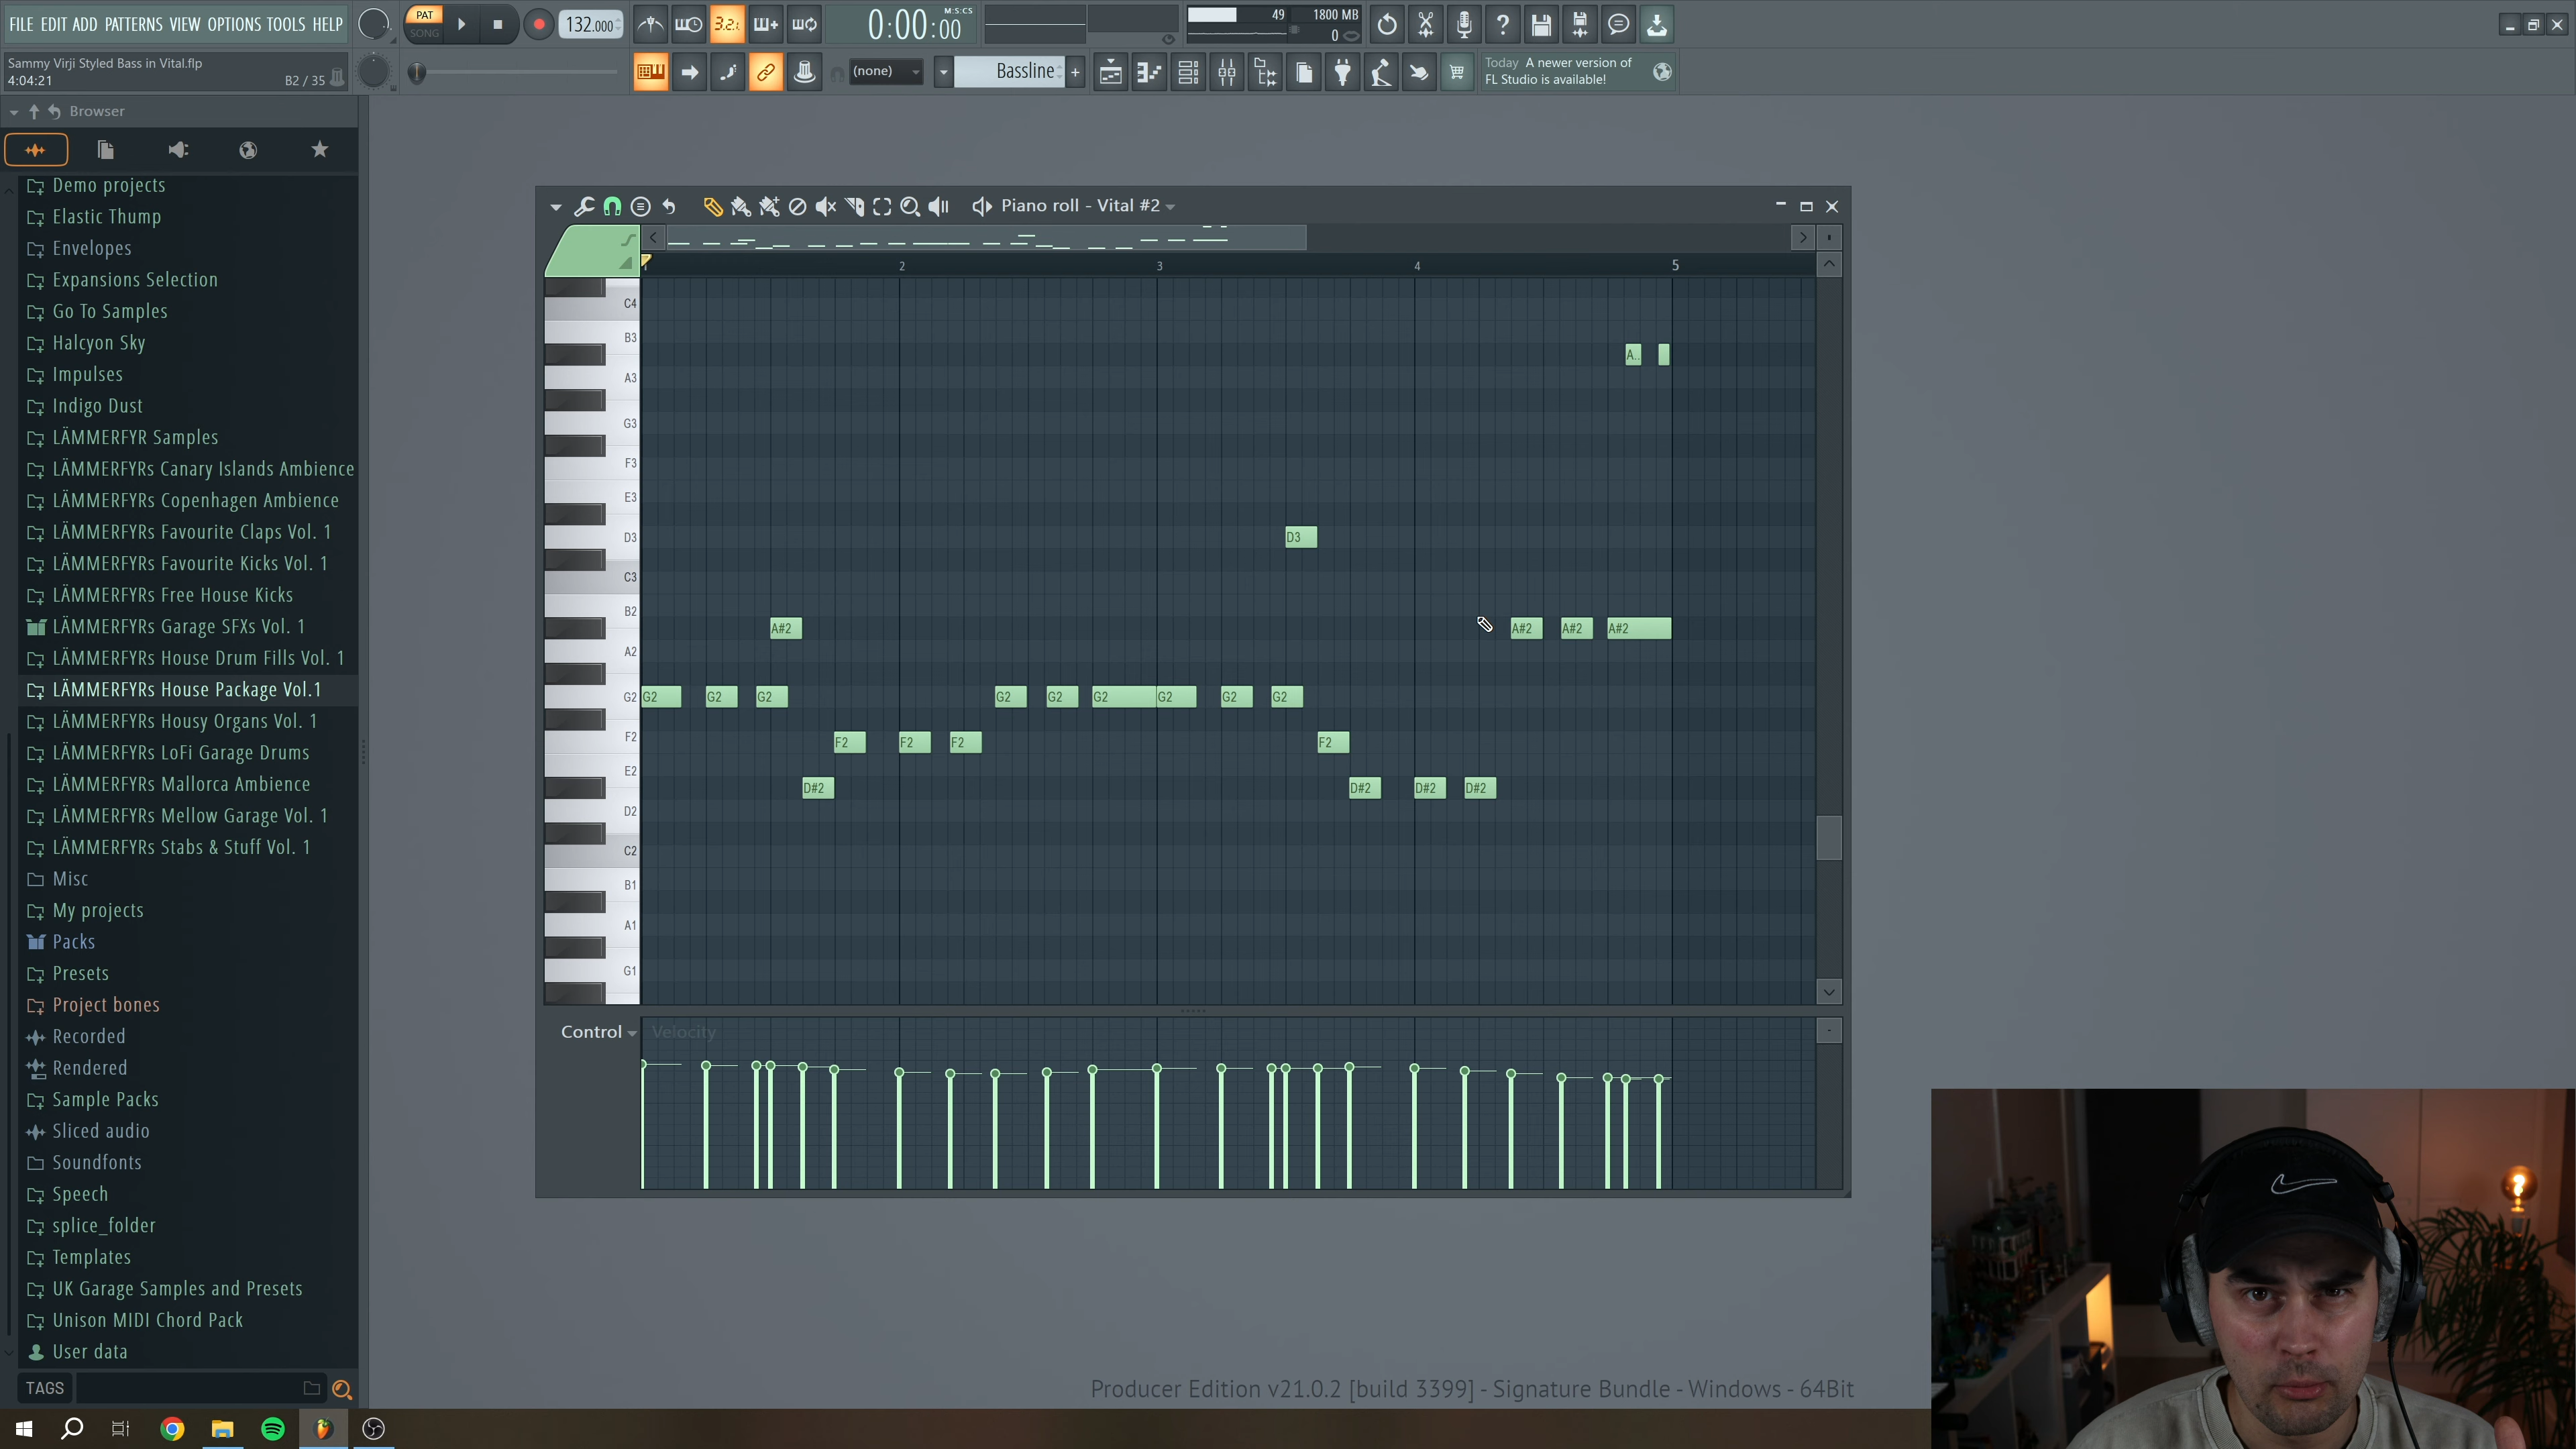 FILE EDIT ADD PATTERNS VIEW OPTIONS TOOLS HELP
PAT
SONG
132.000
3.2.
0:00:00
M:S:CS
49
1800 MB
0
Sammy Virji Styled Bass in Vital.flp
4:04:21
B2 / 35
(none)
Bassline
Today A newer version of
FL Studio is available!
Browser
Demo projects
Elastic Thump
Envelopes
Expansions Selection
Go To Samples
Halcyon Sky
Impulses
Indigo Dust
LÄMMERFYR Samples
LÄMMERFYRs Canary Islands Ambience
LÄMMERFYRs Copenhagen Ambience
LÄMMERFYRs Favourite Claps Vol. 1
LÄMMERFYRs Favourite Kicks Vol. 1
LÄMMERFYRs Free House Kicks
LÄMMERFYRs Garage SFXs Vol. 1
LÄMMERFYRs House Drum Fills Vol. 1
LÄMMERFYRs House Package Vol.1
LÄMMERFYRs Housy Organs Vol. 1
LÄMMERFYRs LoFi Garage Drums
LÄMMERFYRs Mallorca Ambience
LÄMMERFYRs Mellow Garage Vol. 1
LÄMMERFYRs Stabs & Stuff Vol. 1
Misc
My projects
Packs
Presets
Project bones
Recorded
Rendered
Sample Packs
Sliced audio
Soundfonts
Speech
splice_folder
Templates
UK Garage Samples and Presets
Unison MIDI Chord Pack
User data
TAGS
Piano roll - Vital #2
2 3 4 5
C4
B3
A..
A3
G3
F3
E3
D3
D3
C3
B2
A#2 A#2 A#2 A#2
A2
G2
G2 G2 G2 G2 G2 G2 G2 G2 G2
F2
F2 F2 F2 F2
E2
D#2 D#2 D#2 D#2
D2
C2
B1
A1
G1
Control
Velocity
Producer Edition v21.0.2 [build 3399] - Signature Bundle - Windows - 64Bit